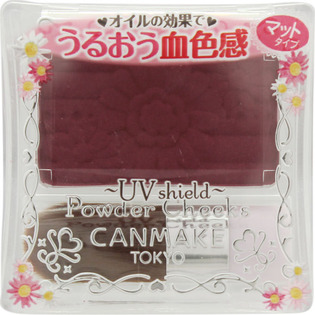 オイルの効果で
うるおう血色感
マット
タイプ
~UV shield~
Powder Cheeks
CANMAKE
TOKYO